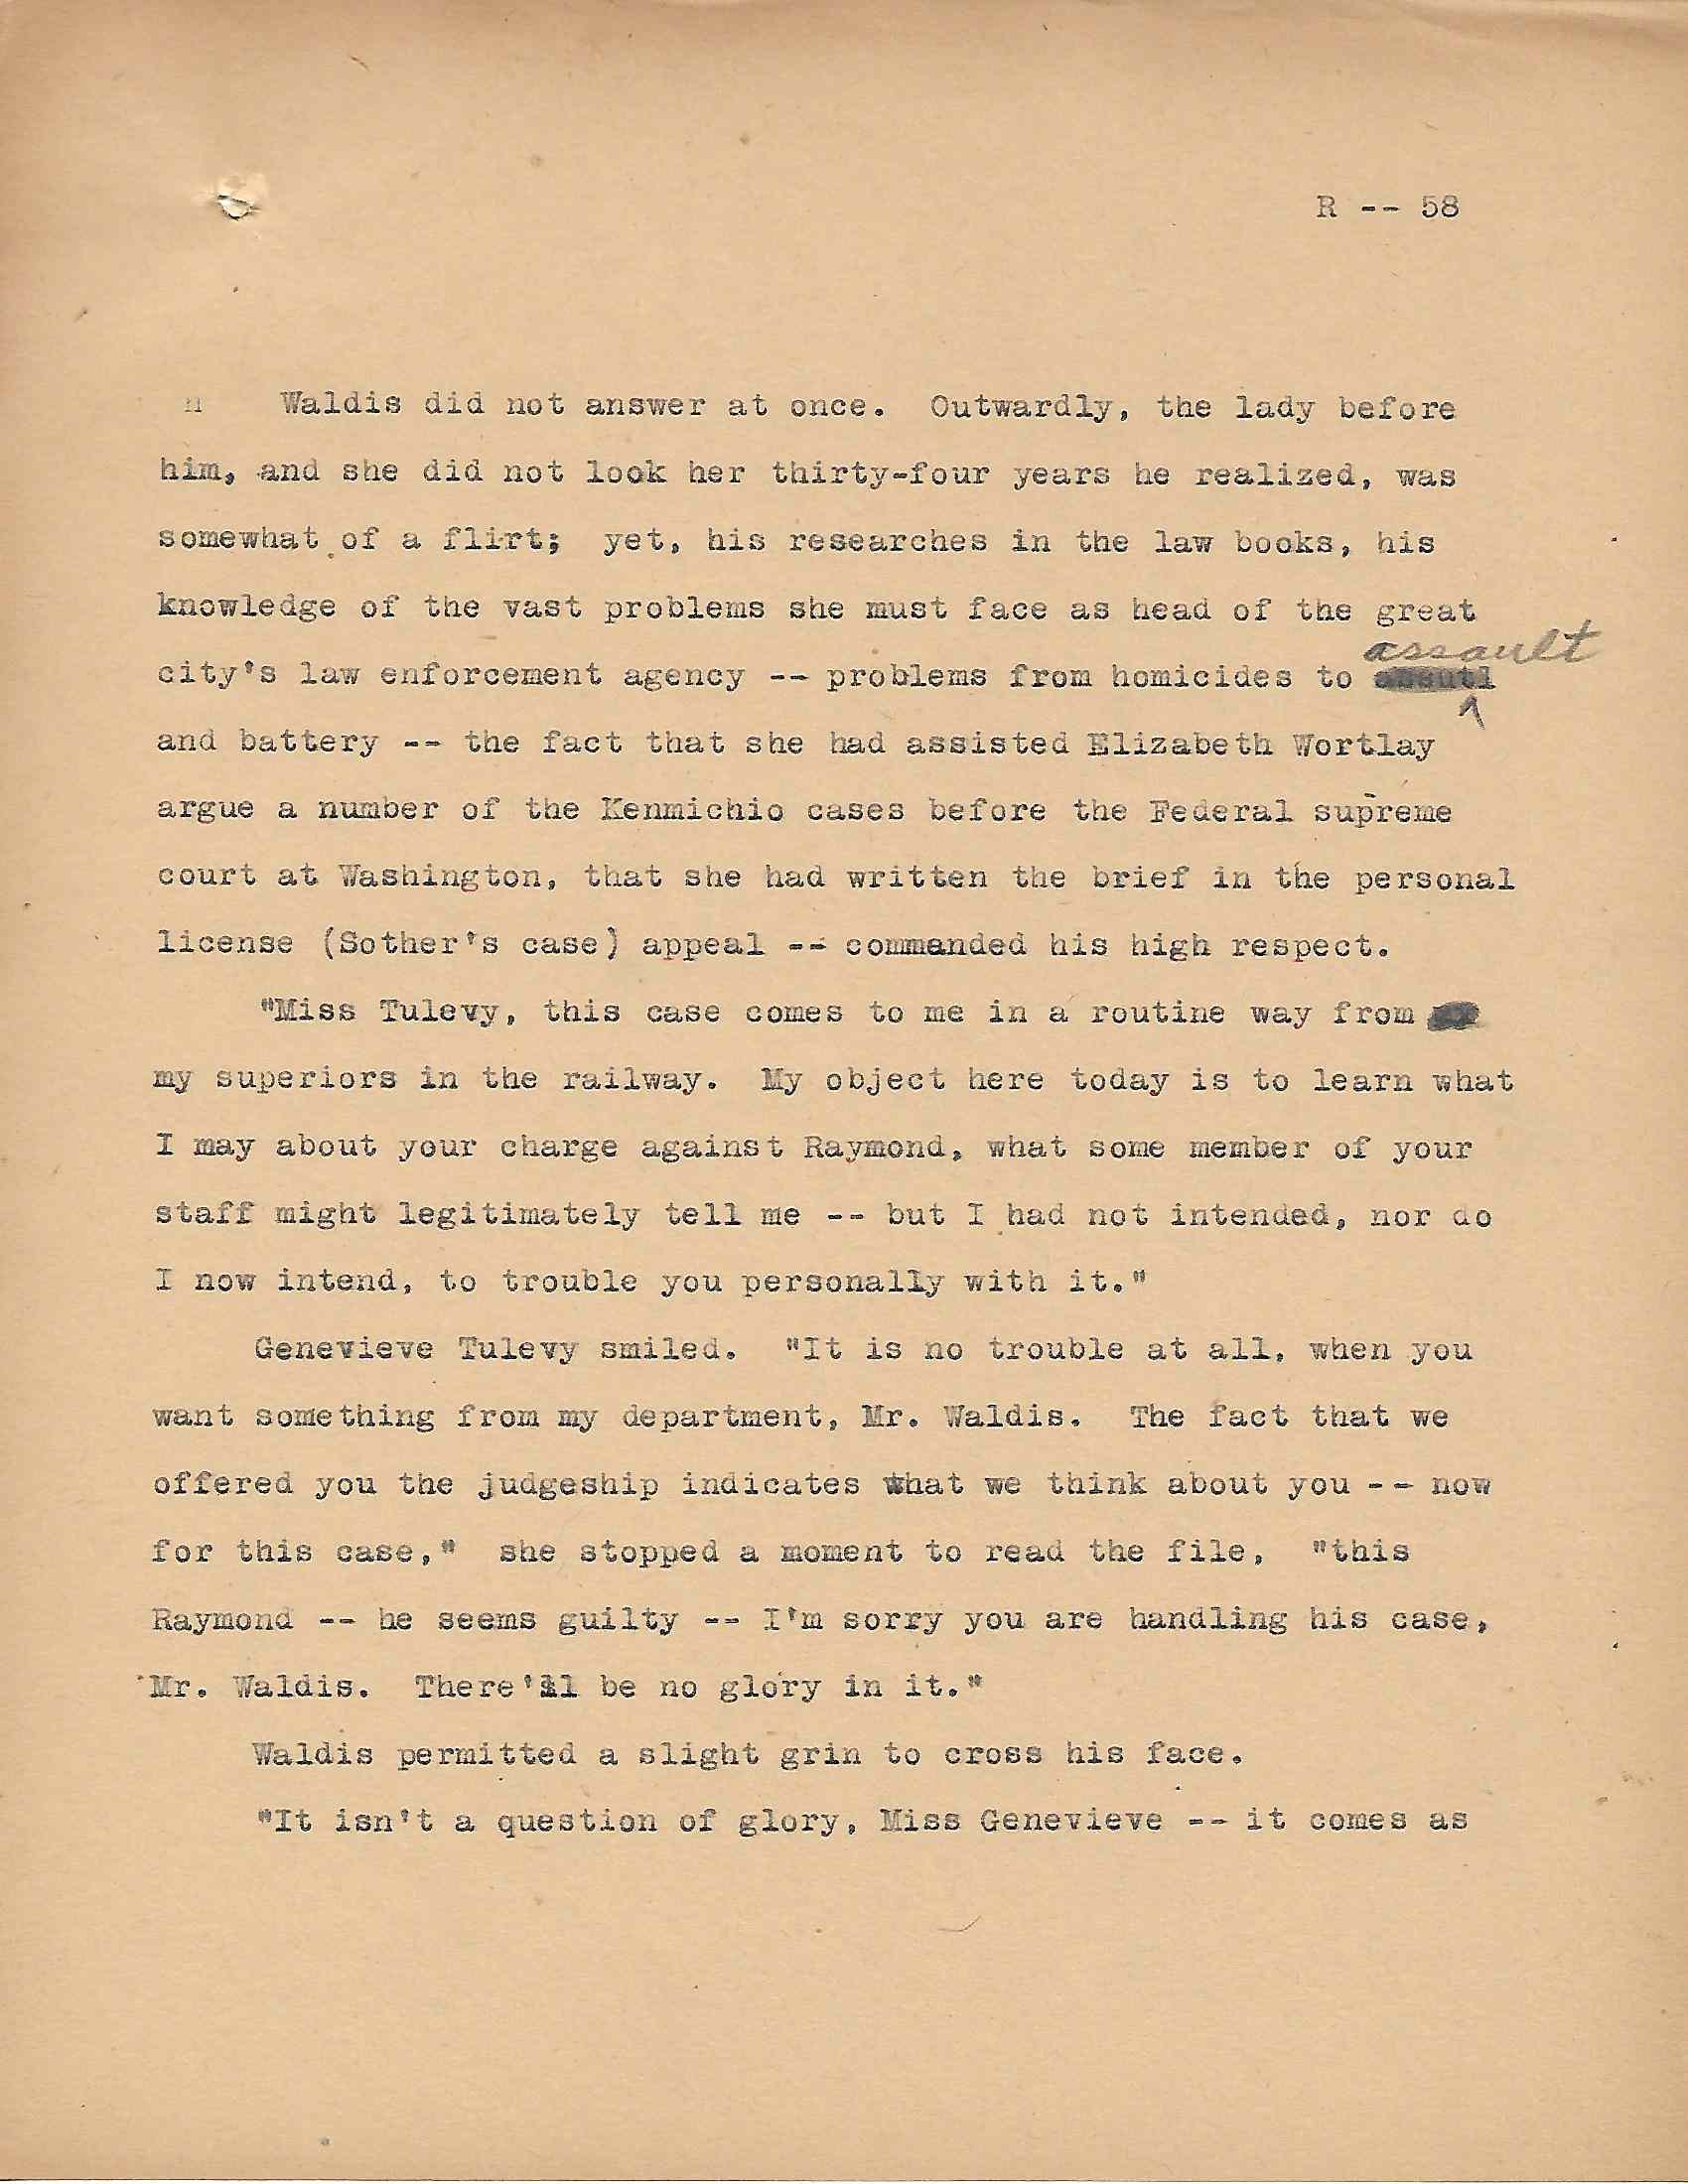 R -- 58
Waldis did not answer at once.  Outwardly, the lady before
him, and she did not look her thirty-four years he realized, was
somewhat of a flirt;  yet, his researches in the law books, his
knowledge of the vast problems she must face as head of the great
assault
city's law enforcement agency -- problems from homicides to
and battery -- the fact that she had assisted Elizabeth Wortlay
argue a number of the Kenmichio cases before the Federal supreme
court at Washington, that she had written the brief in the personal
license (Sother's case) appeal -- commanded his high respect.
"Miss Tulevy, this case comes to me in a routine way from
my superiors in the railway.  My object here today is to learn what
I may about your charge against Raymond, what some member of your
staff might legitimately tell me -- but I had not intended, nor do
I now intend, to trouble you personally with it."
Genevieve Tulevy smiled.  "It is no trouble at all, when you
want something from my department, Mr. Waldis.  The fact that we
offered you the judgeship indicates what we think about you -- now
for this case,"  she stopped a moment to read the file,  "this
Raymond -- he seems guilty -- I'm sorry you are handling his case,
Mr. Waldis.  There'll be no glory in it."
Waldis permitted a slight grin to cross his face.
"It isn't a question of glory, Miss Genevieve -- it comes as